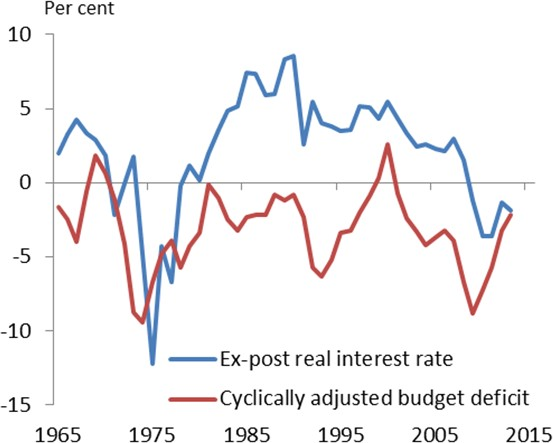 Per cent
10
5
0
-5
-10
-15
Ex-post real interest rate
Cyclically adjusted budget deficit
1965 1975 1985 1995 2005 2015